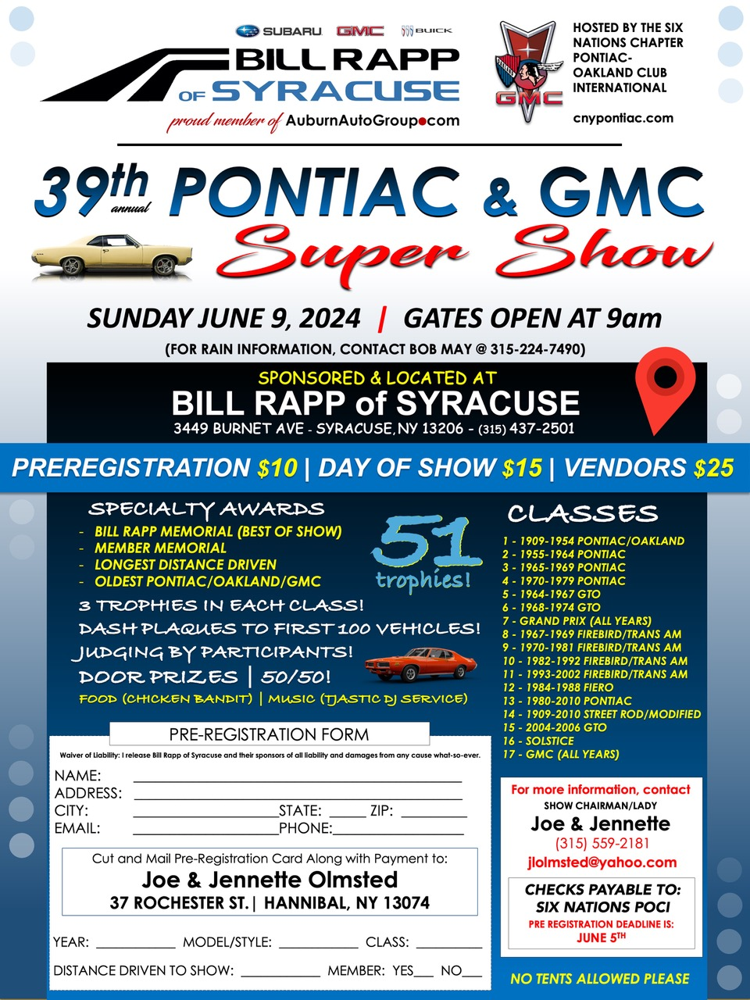 SUBARU GMC BUICK
BILL RAPP
OF SYRACUSE
proud member of AuburnAutoGroup.com
GMC
HOSTED BY THE SIX
NATIONS CHAPTER
PONTIAC-
OAKLAND CLUB
INTERNATIONAL
cnypontiac.com
39th annual PONTIAC & GMC
Super Show
SUNDAY JUNE 9, 2024 | GATES OPEN AT 9am
(FOR RAIN INFORMATION, CONTACT BOB MAY @ 315-224-7490)
SPONSORED & LOCATED AT
BILL RAPP of SYRACUSE
3449 BURNET AVE - SYRACUSE, NY 13206 - (315) 437-2501
PREREGISTRATION $10 | DAY OF SHOW $15 | VENDORS $25
SPECIALTY AWARDS
- BILL RAPP MEMORIAL (BEST OF SHOW)
- MEMBER MEMORIAL
- LONGEST DISTANCE DRIVEN
- OLDEST PONTIAC/OAKLAND/GMC
51
trophies!
3 TROPHIES IN EACH CLASS!
DASH PLAQUES TO FIRST 100 VEHICLES!
JUDGING BY PARTICIPANTS!
DOOR PRIZES | 50/50!
FOOD (CHICKEN BANDIT) | MUSIC (TJASTIC DJ SERVICE)
CLASSES
1 - 1909-1954 PONTIAC/OAKLAND
2 - 1955-1964 PONTIAC
3 - 1965-1969 PONTIAC
4 - 1970-1979 PONTIAC
5 - 1964-1967 GTO
6 - 1968-1974 GTO
7 - GRAND PRIX (ALL YEARS)
8 - 1967-1969 FIREBIRD/TRANS AM
9 - 1970-1981 FIREBIRD/TRANS AM
10 - 1982-1992 FIREBIRD/TRANS AM
11 - 1993-2002 FIREBIRD/TRANS AM
12 - 1984-1988 FIERO
13 - 1980-2010 PONTIAC
14 - 1909-2010 STREET ROD/MODIFIED
15 - 2004-2006 GTO
16 - SOLSTICE
17 - GMC (ALL YEARS)
PRE-REGISTRATION FORM
Waiver of Liability: I release Bill Rapp of Syracuse and their sponsors of all liability and damages from any cause what-so-ever.
NAME:
ADDRESS:
CITY: STATE: ZIP:
EMAIL: PHONE:
Cut and Mail Pre-Registration Card Along with Payment to:
Joe & Jennette Olmsted
37 ROCHESTER ST.| HANNIBAL, NY 13074
YEAR: MODEL/STYLE: CLASS:
DISTANCE DRIVEN TO SHOW: MEMBER: YES NO
For more information, contact
SHOW CHAIRMAN/LADY
Joe & Jennette
(315) 559-2181
jlolmsted@yahoo.com
CHECKS PAYABLE TO:
SIX NATIONS POCI
PRE REGISTRATION DEADLINE IS:
JUNE 5TH
NO TENTS ALLOWED PLEASE